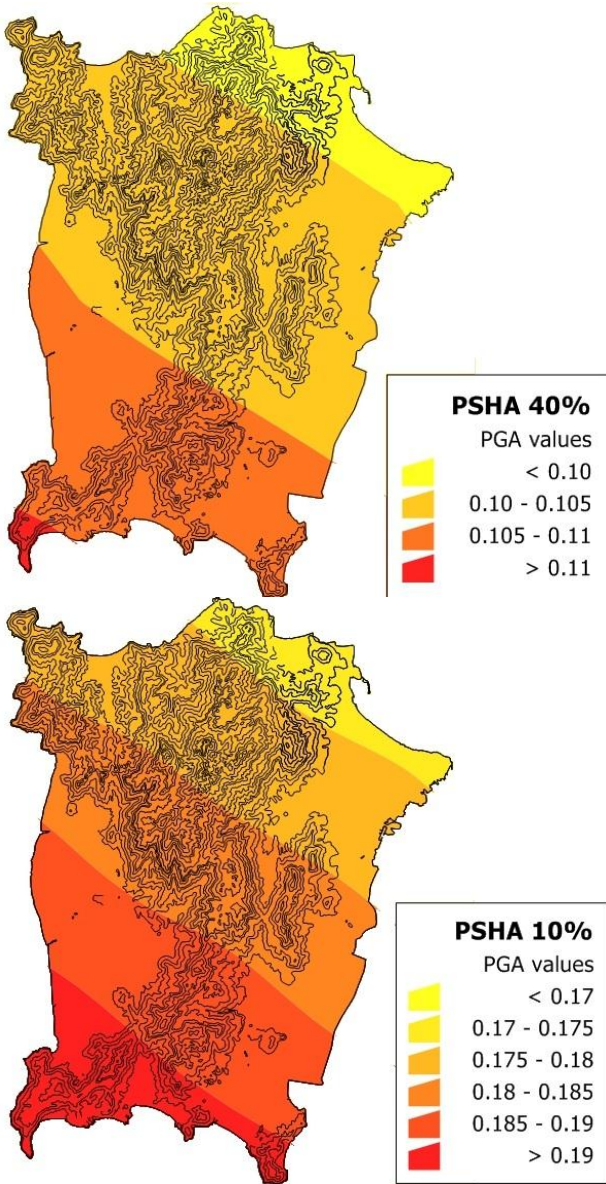 PSHA 40%
PGA values
< 0.10
0.10 - 0.105
0.105 - 0.11
> 0.11
PSHA 10%
PGA values
< 0.17
0.17 - 0.175
0.175 - 0.18
0.18 - 0.185
0.185 - 0.19
> 0.19